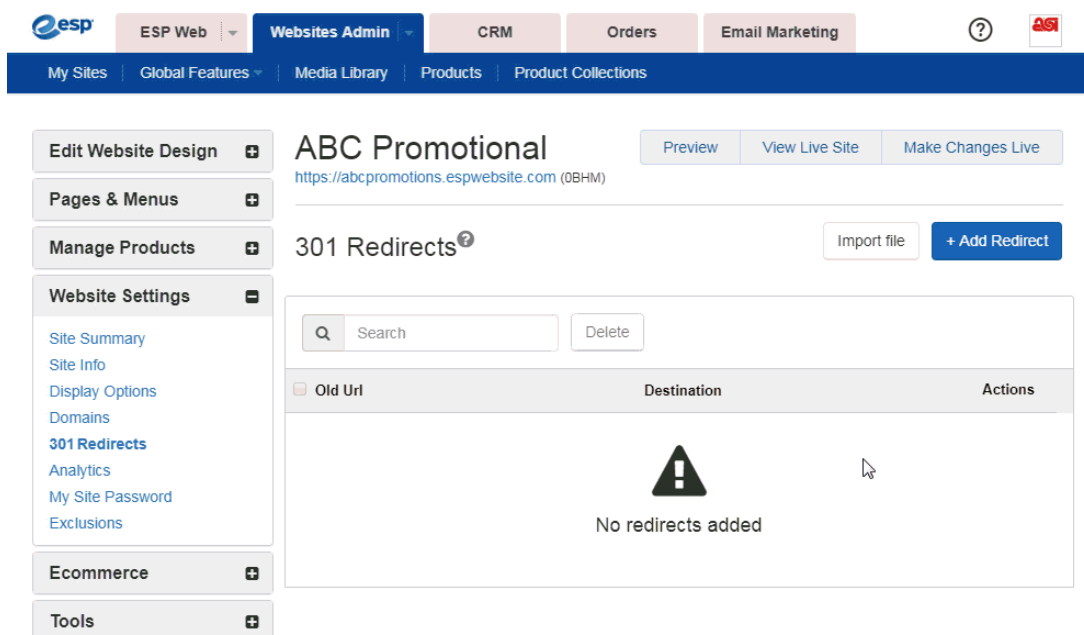 esp ESP Web Websites Admin CRM Orders Email Marketing ? asi
My Sites Global Features Media Library Products Product Collections
Edit Website Design
Pages & Menus
Manage Products
Website Settings
Site Summary
Site Info
Display Options
Domains
301 Redirects
Analytics
My Site Password
Exclusions
Ecommerce
Tools
ABC Promotional
https://abcpromotions.espwebsite.com (0BHM)
Preview View Live Site Make Changes Live
301 Redirects?
Import file + Add Redirect
Search Delete
Old Url Destination Actions
No redirects added